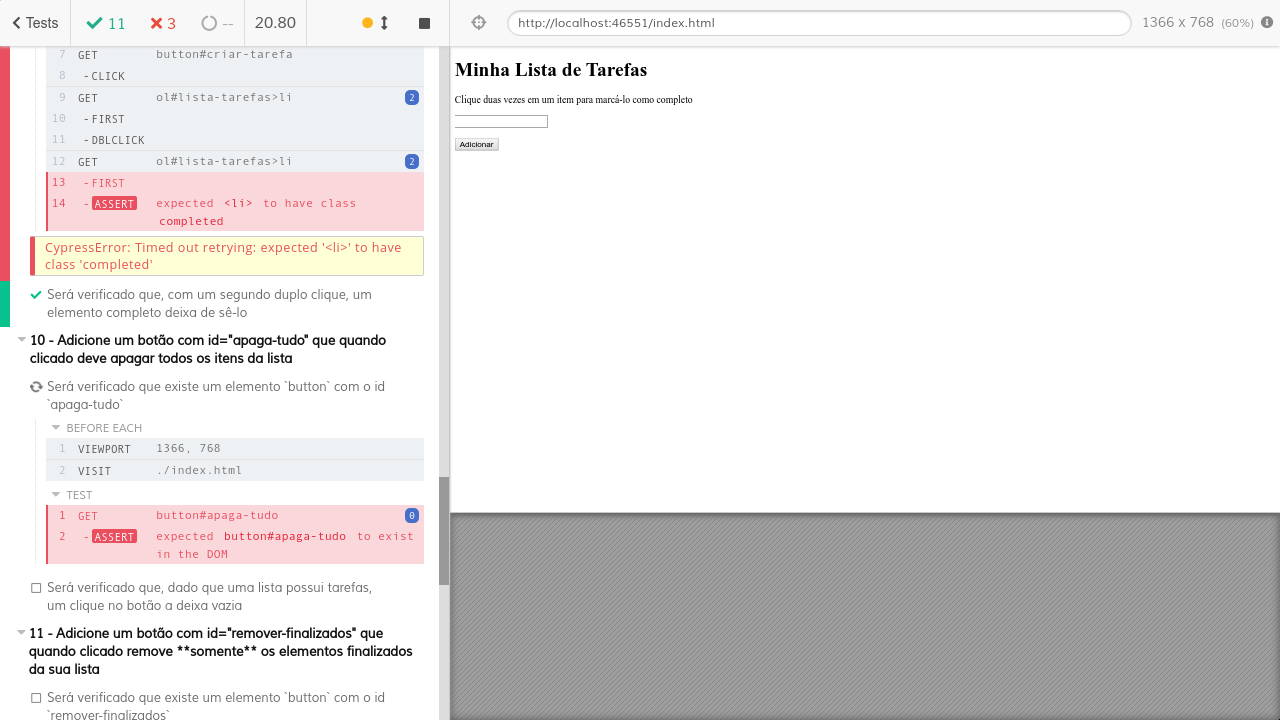 Tests
11
3
--
20.80
http://localhost:46551/index.html
1366 x 768 (60%)
7 GET button#criar-tarefa
8 -CLICK
9 GET ol#lista-tarefas>li 2
10 -FIRST
11 -DBLCLICK
12 GET ol#lista-tarefas>li 2
13 -FIRST
14 -ASSERT expected <li> to have class
completed
CypressError: Timed out retrying: expected '<li>' to have
class 'completed'
Será verificado que, com um segundo duplo clique, um
elemento completo deixa de sê-lo
10 - Adicione um botão com id="apaga-tudo" que quando
clicado deve apagar todos os itens da lista
Será verificado que existe um elemento `button` com o id
`apaga-tudo`
BEFORE EACH
1 VIEWPORT 1366, 768
2 VISIT ./index.html
TEST
1 GET button#apaga-tudo 0
2 -ASSERT expected button#apaga-tudo to exist
in the DOM
Será verificado que, dado que uma lista possui tarefas,
um clique no botão a deixa vazia
11 - Adicione um botão com id="remover-finalizados" que
quando clicado remove **somente** os elementos finalizados
da sua lista
Será verificado que existe um elemento `button` com o id
`remover-finalizados`
Minha Lista de Tarefas
Clique duas vezes em um item para marcá-lo como completo
Adicionar